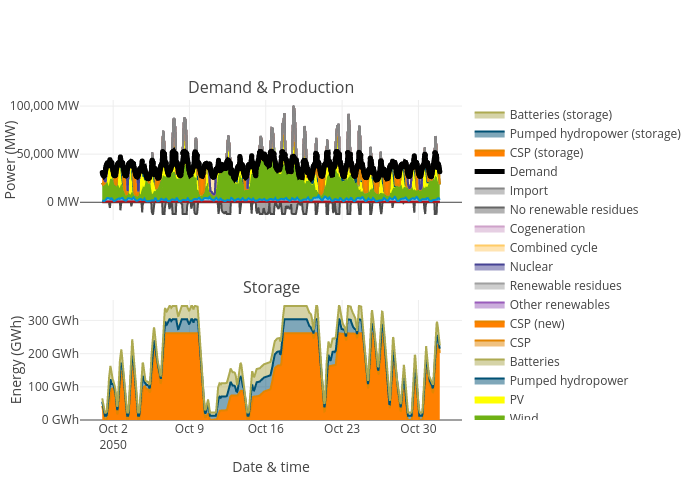 Demand & Production
100,000 MW
50,000 MW
0 MW
Power (MW)
Storage
300 GWh
200 GWh
100 GWh
0 GWh
Energy (GWh)
Oct 2
2050
Oct 9
Oct 16
Oct 23
Oct 30
Date & time
Batteries (storage)
Pumped hydropower (storage)
CSP (storage)
Demand
Import
No renewable residues
Cogeneration
Combined cycle
Nuclear
Renewable residues
Other renewables
CSP (new)
CSP
Batteries
Pumped hydropower
PV
Wind